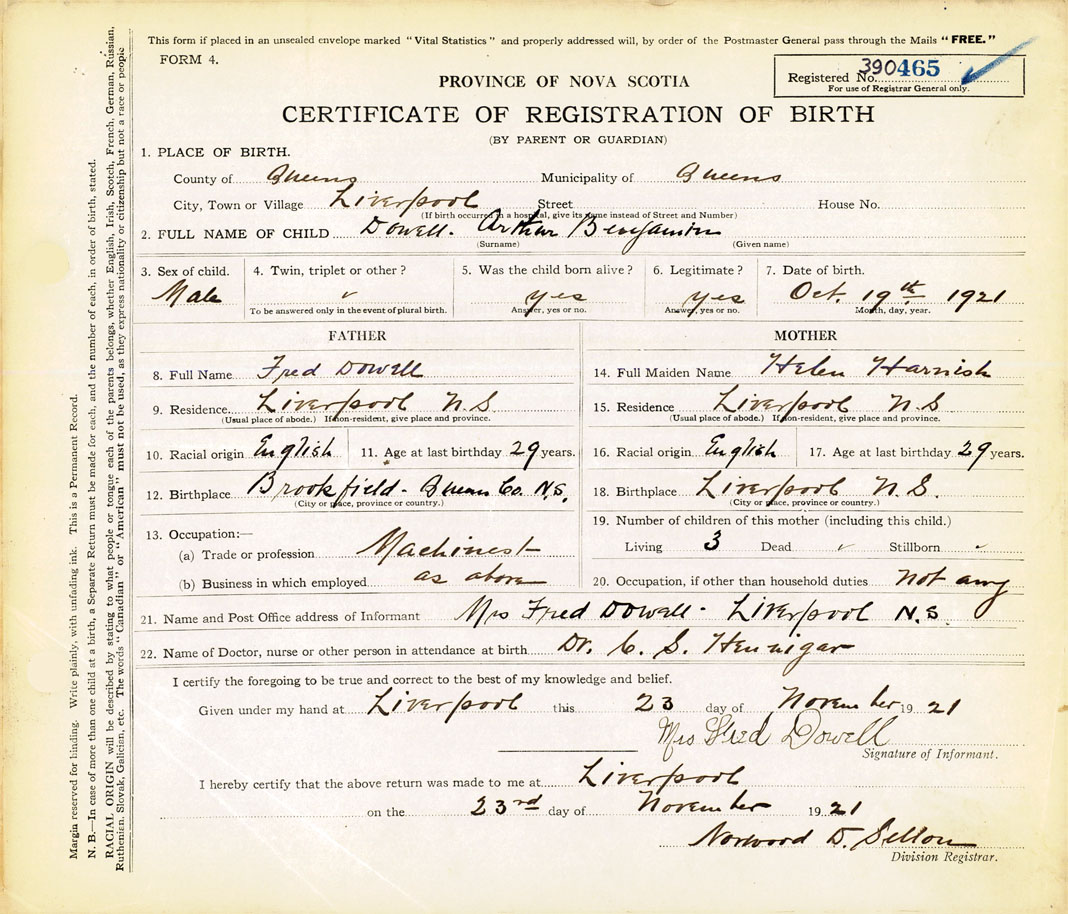 This form if placed in an unsealed envelope marked "Vital Statistics" and properly addressed will, by order of the Postmaster General pass through the Mails "FREE."
FORM 4.
PROVINCE OF NOVA SCOTIA
Registered No. 390465
For use of Registrar General only.
CERTIFICATE OF REGISTRATION OF BIRTH
(BY PARENT OR GUARDIAN)
1. PLACE OF BIRTH.
County of Queens Municipality of Queens
City, Town or Village Liverpool Street House No.
(If birth occurred in a hospital, give its name instead of Street and Number)
2. FULL NAME OF CHILD Dowell. Arthur Benjamin
(Surname) (Given name)
3. Sex of child. 4. Twin, triplet or other? 5. Was the child born alive? 6. Legitimate? 7. Date of birth.
Male yes yes Oct. 19th 1921
To be answered only in the event of plural birth. Answer, yes or no. Answer, yes or no. Month, day, year.
FATHER
8. Full Name Fred Dowell
9. Residence Liverpool N.S
(Usual place of abode.) If non-resident, give place and province.
10. Racial origin English 11. Age at last birthday 29 years.
12. Birthplace Brookfield - Queens Co. N.S.
(City or place, province or country.)
13. Occupation:—
(a) Trade or profession Machinest
(b) Business in which employed as above
MOTHER
14. Full Maiden Name Helen Harnish
15. Residence Liverpool N.S
(Usual place of abode.) If non-resident, give place and province.
16. Racial origin English 17. Age at last birthday 29 years.
18. Birthplace Liverpool N.S.
(City or place, province or country.)
19. Number of children of this mother (including this child.)
Living 3 Dead Stillborn
20. Occupation, if other than household duties not any
21. Name and Post Office address of Informant Mrs Fred Dowell - Liverpool N.S
22. Name of Doctor, nurse or other person in attendance at birth Dr. C. S. Hennigar
I certify the foregoing to be true and correct to the best of my knowledge and belief.
Given under my hand at Liverpool this 23 day of November 1921
Mrs Fred Dowell
Signature of Informant.
I hereby certify that the above return was made to me at Liverpool
on the 23rd day of November 1921
Norwood D. Sellon
Division Registrar.
Margin reserved for binding. Write plainly, with unfading ink. This is a Permanent Record.
N. B.—In case of more than one child at a birth, a Separate Return must be made for each, and the number of each, in order of birth, stated.
RACIAL ORIGIN will be described by stating to what people or tongue each of the parents belongs, whether English, Irish, Scotch, French, German, Russian,
Ruthenian, Slovak, Galician, etc. The words "Canadian" or "American" must not be used, as they express nationality or citizenship but not a race or people